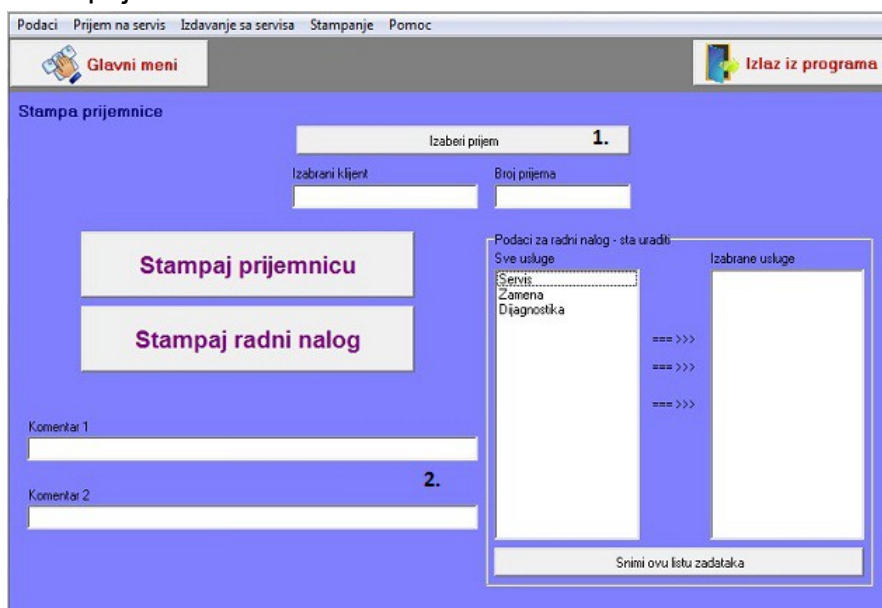 Podaci Prijem na servis Izdavanje sa servisa Stampanje Pomoc
Glavni meni
Izlaz iz programa
Stampa prijemnice
Izaberi prijem 1.
Izabrani klijent Broj prijema
Podaci za radni nalog - sta uraditi
Sve usluge Izabrane usluge
Servis
Zamena
Dijagnostika
Stampaj prijemnicu
Stampaj radni nalog
=== >>>
=== >>>
=== >>>
Komentar 1
2.
Komentar 2
Snimi ovu listu zadataka